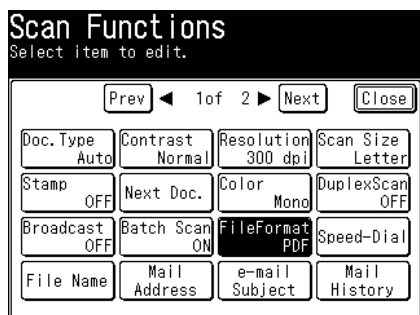 Scan Functions
Select item to edit.
Prev ◀ 1of 2 ▶ Next Close
Doc.Type Contrast Resolution Scan Size
Auto Normal 300 dpi Letter
Stamp Next Doc. Color DuplexScan
OFF Mono OFF
Broadcast Batch Scan FileFormat Speed-Dial
OFF ON PDF
File Name Mail e-mail Mail
Address Subject History